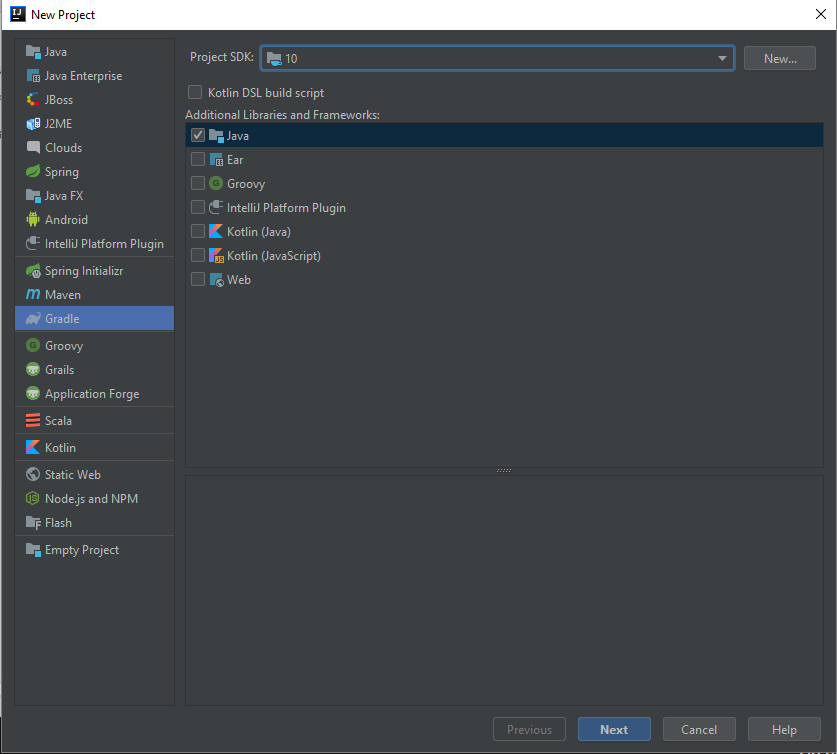 New Project
Java
Java Enterprise
JBoss
J2ME
Clouds
Spring
Java FX
Android
IntelliJ Platform Plugin
Spring Initializr
Maven
Gradle
Groovy
Grails
Application Forge
Scala
Kotlin
Static Web
Node.js and NPM
Flash
Empty Project
Project SDK: 10 New...
Kotlin DSL build script
Additional Libraries and Frameworks:
Java
Ear
Groovy
IntelliJ Platform Plugin
Kotlin (Java)
Kotlin (JavaScript)
Web
Previous Next Cancel Help